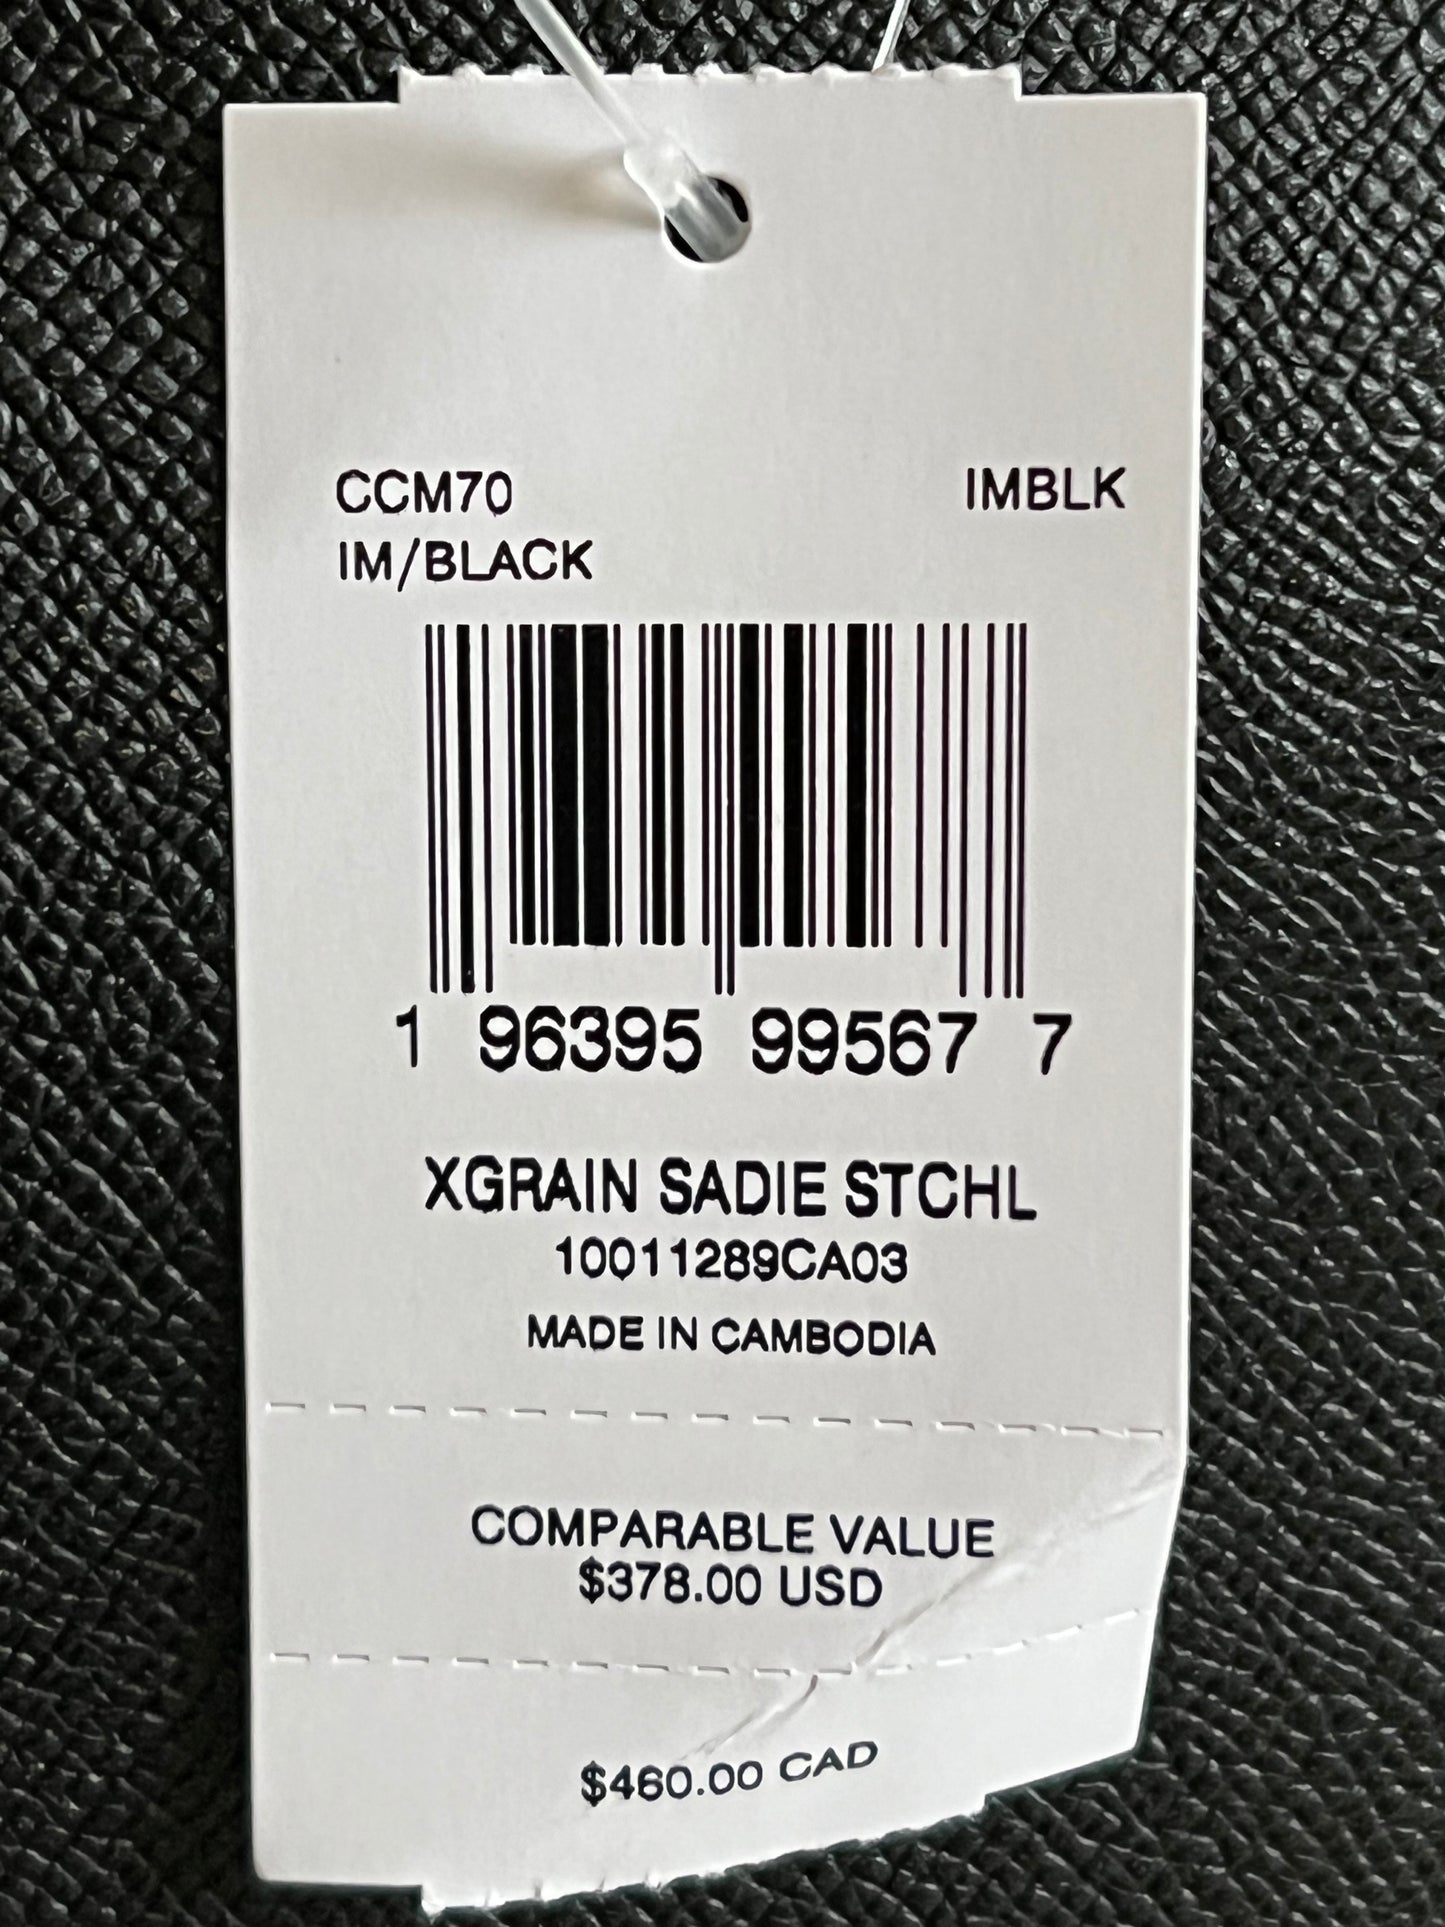 CCM70 IMBLK
IM/BLACK
1 96395 99567 7
XGRAIN SADIE STCHL
10011289CA03
MADE IN CAMBODIA
COMPARABLE VALUE
$378.00 USD
$460.00 CAD